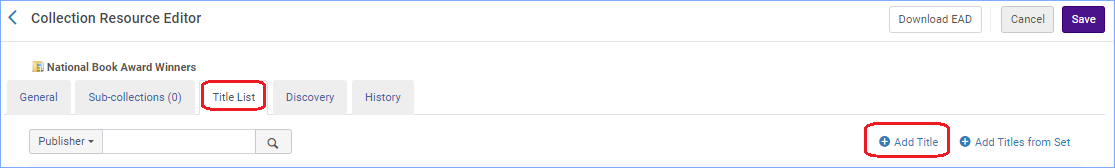 Collection Resource Editor Download EAD Cancel Save
National Book Award Winners
General Sub-collections (0) Title List Discovery History
Publisher Add Title Add Titles from Set